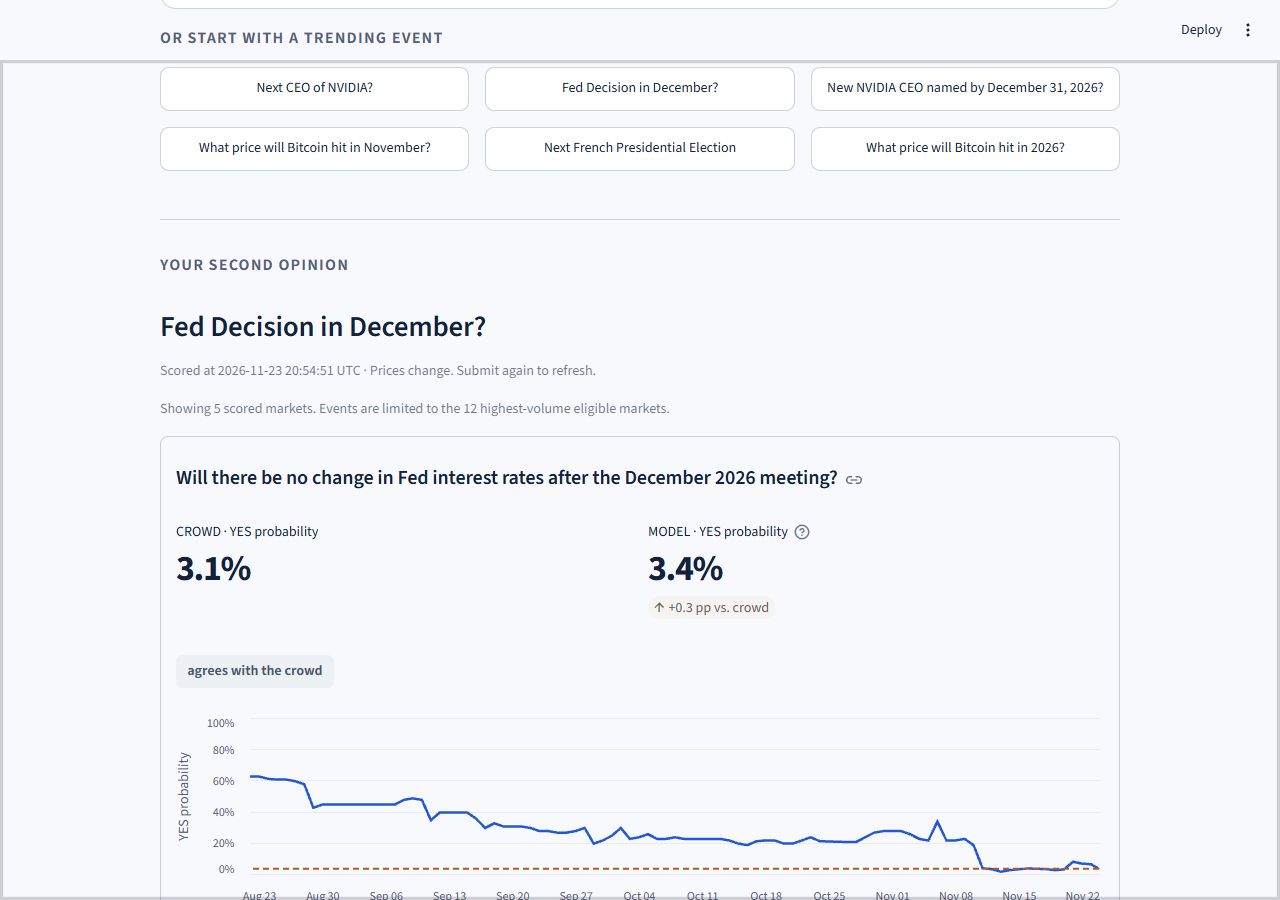 OR START WITH A TRENDING EVENT
Deploy
Next CEO of NVIDIA?
Fed Decision in December?
New NVIDIA CEO named by December 31, 2026?
What price will Bitcoin hit in November?
Next French Presidential Election
What price will Bitcoin hit in 2026?
YOUR SECOND OPINION
Fed Decision in December?
Scored at 2026-11-23 20:54:51 UTC · Prices change. Submit again to refresh.
Showing 5 scored markets. Events are limited to the 12 highest-volume eligible markets.
Will there be no change in Fed interest rates after the December 2026 meeting?
CROWD · YES probability
3.1%
MODEL · YES probability
3.4%
↑ +0.3 pp vs. crowd
agrees with the crowd
YES probability
100%
80%
60%
40%
20%
0%
Aug 23 Aug 30 Sep 06 Sep 13 Sep 20 Sep 27 Oct 04 Oct 11 Oct 18 Oct 25 Nov 01 Nov 08 Nov 15 Nov 22